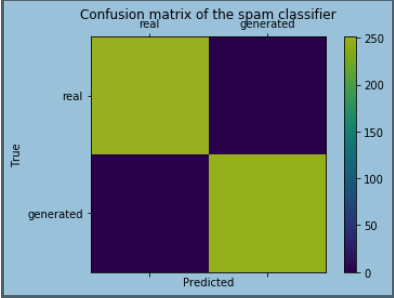 Confusion matrix of the spam classifier
real generated
real
generated
True
Predicted
250
200
150
100
50
0